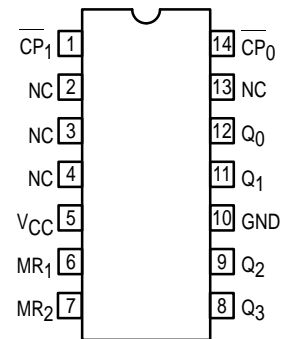 CP1 1 14 CP0
NC 2 13 NC
NC 3 12 Q0
NC 4 11 Q1
VCC 5 10 GND
MR1 6 9 Q2
MR2 7 8 Q3